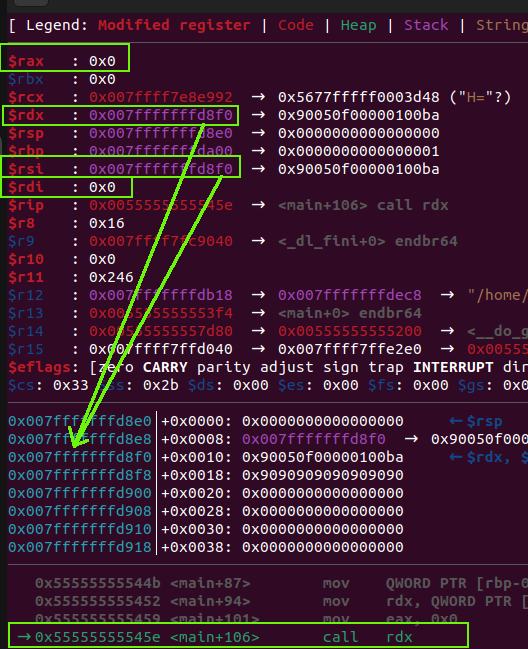 [ Legend: Modified register | Code | Heap | Stack | String
$rax   : 0x0
$rbx   : 0x0
$rcx   : 0x007ffff7e8e992  →  0x5677fffff0003d48 ("H="?)
$rdx   : 0x007fffffffd8f0  →  0x90050f00000100ba
$rsp   : 0x007fffffffd8e0  →  0x0000000000000000
$rbp   : 0x007fffffffda00  →  0x0000000000000001
$rsi   : 0x007fffffffd8f0  →  0x90050f00000100ba
$rdi   : 0x0
$rip   : 0x0055555555545e  →  <main+106> call rdx
$r8    : 0x16
$r9    : 0x007ffff7fc9040  →  <_dl_fini+0> endbr64
$r10   : 0x0
$r11   : 0x246
$r12   : 0x007fffffffdb18  →  0x007fffffffdec8  →  "/home/
$r13   : 0x005555555553f4  →  <main+0> endbr64
$r14   : 0x00555555557d80  →  0x00555555555200  →  <__do_g
$r15   : 0x007ffff7ffd040  →  0x007ffff7ffe2e0  →  0x00555
$eflags: [zero CARRY parity adjust sign trap INTERRUPT dir
$cs: 0x33 $ss: 0x2b $ds: 0x00 $es: 0x00 $fs: 0x00 $gs: 0x0
0x007fffffffd8e0│+0x0000: 0x0000000000000000     ←$rsp
0x007fffffffd8e8│+0x0008: 0x007fffffffd8f0  →  0x90050f000
0x007fffffffd8f0│+0x0010: 0x90050f00000100ba     ←$rdx, $
0x007fffffffd8f8│+0x0018: 0x9090909090909090
0x007fffffffd900│+0x0020: 0x0000000000000000
0x007fffffffd908│+0x0028: 0x0000000000000000
0x007fffffffd910│+0x0030: 0x0000000000000000
0x007fffffffd918│+0x0038: 0x0000000000000000
0x55555555544b <main+87>        mov    QWORD PTR [rbp-0
0x555555555452 <main+94>        mov    rdx, QWORD PTR [
0x555555555459 <main+101>       mov    eax, 0x0
→0x55555555545e <main+106>       call   rdx